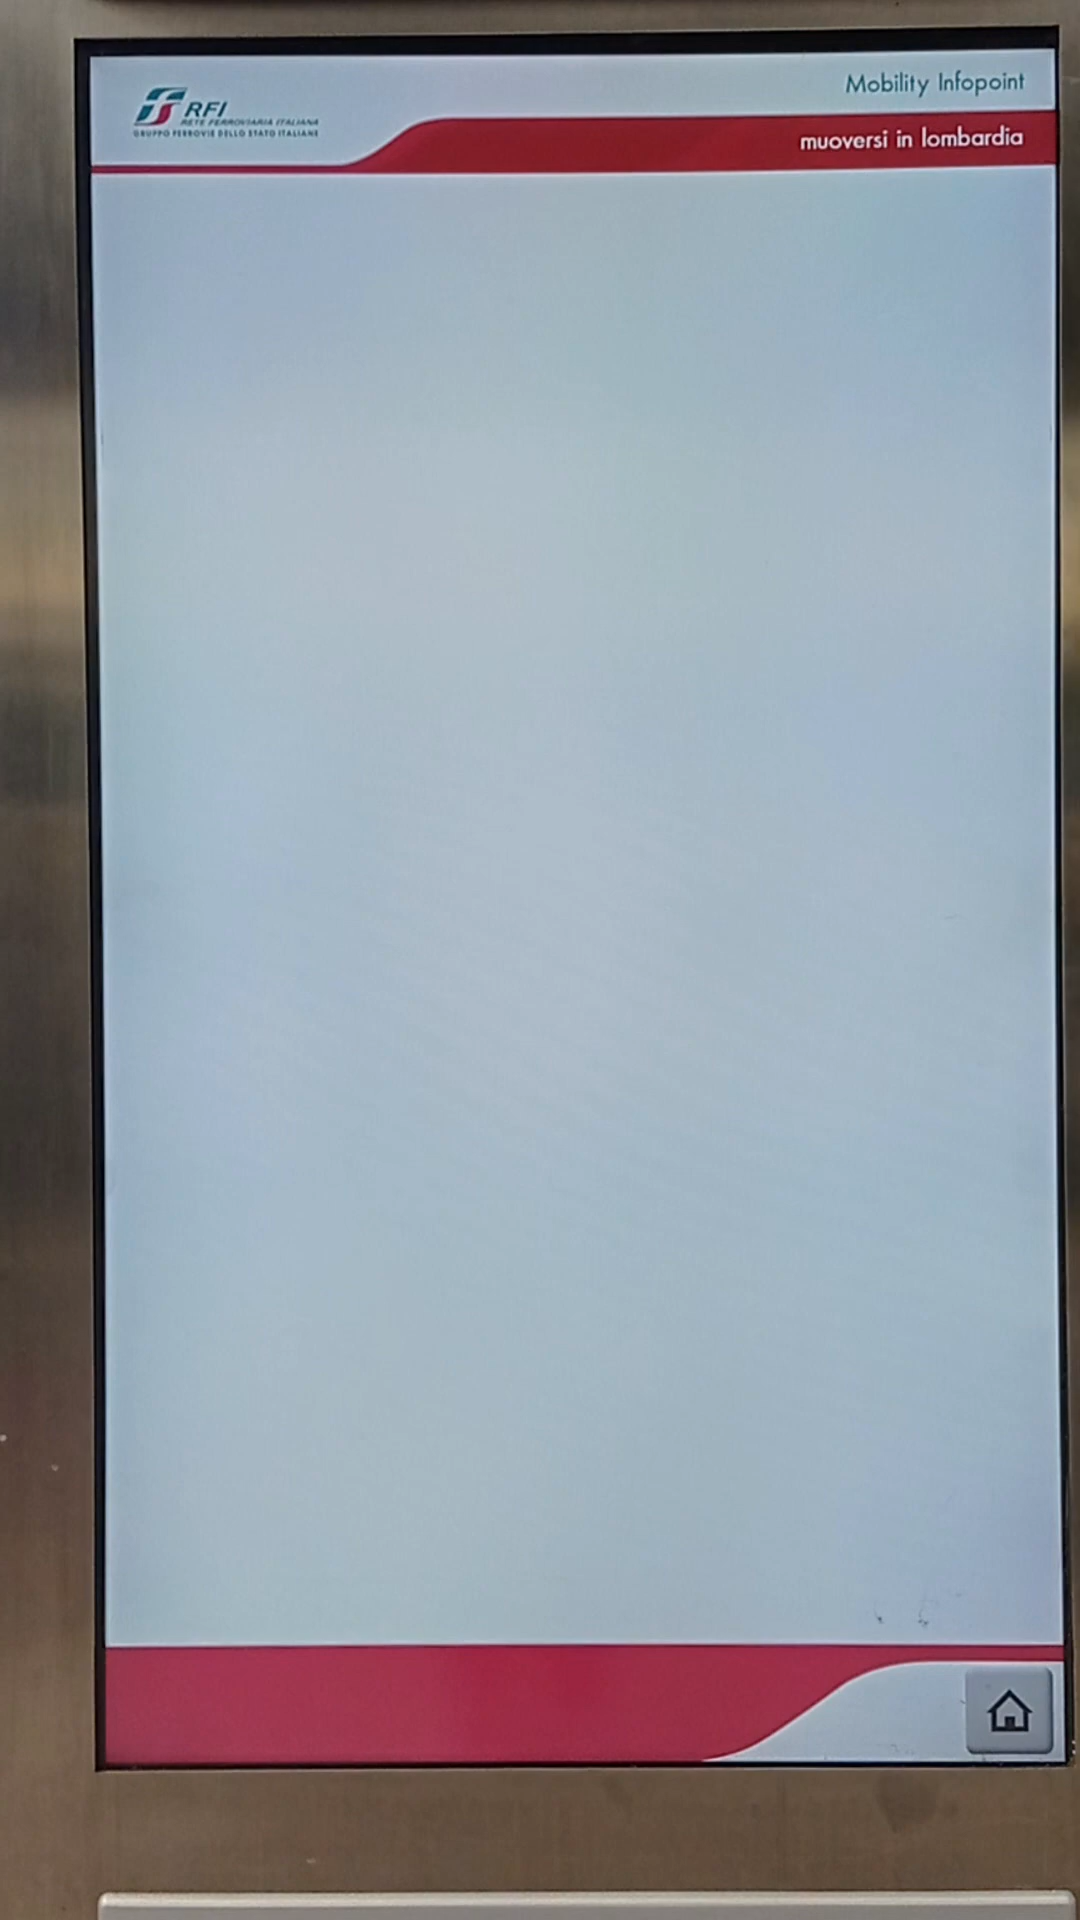 Mobility Infopoint
RFI
RETE FERROVIARIA ITALIANA
GRUPPO FERROVIE DELLO STATO ITALIANE
muoversi in lombardia